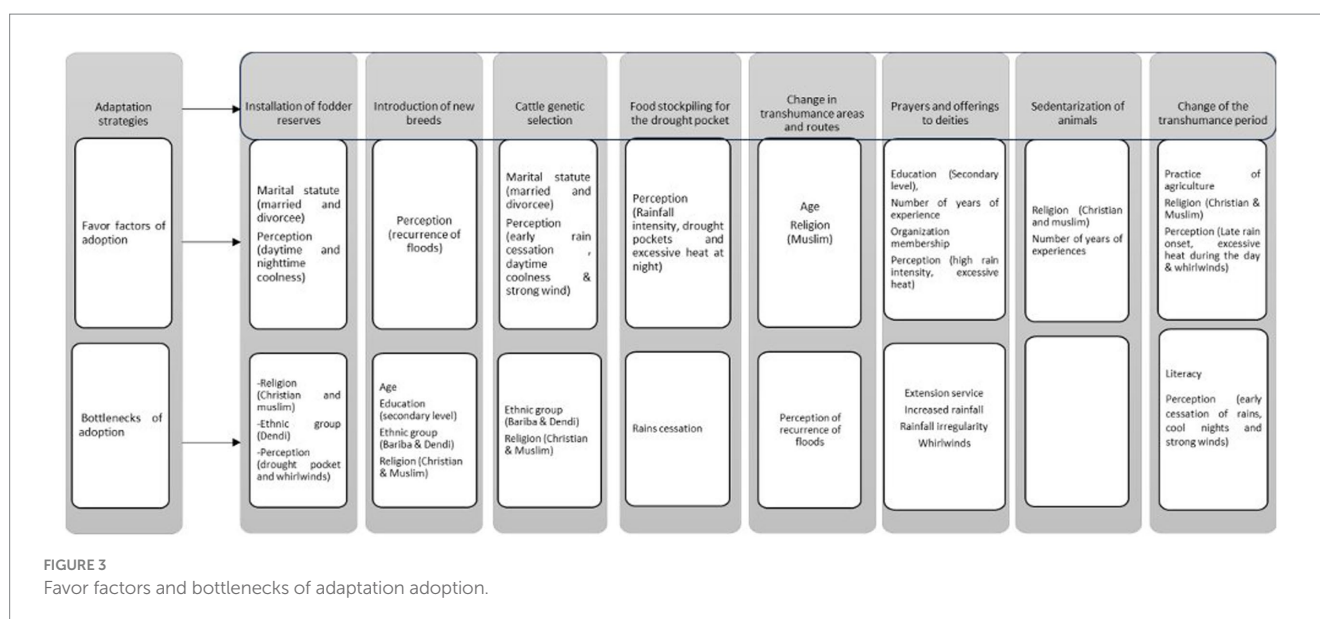 Adaptation
strategies
Installation of fodder
reserves
Introduction of new
breeds
Cattle genetic
selection
Food stockpiling for
the drought pocket
Change in
transhumance areas
and routes
Prayers and offerings
to deities
Sedentarization of
animals
Change of the
transhumance period
Favor factors of
adoption
Marital statute
(married and
divorcee)
Perception
(daytime and
nighttime
coolness)
Perception
(recurrence of
floods)
Marital statute
(married and
divorcee)
Perception
(early rain
cessation ,
daytime
coolness &
strong wind)
Perception
(Rainfall
intensity, drought
pockets and
excessive heat at
night)
Age
Religion
(Muslim)
Education (Secondary
level),
Number of years of
experience
Organization
membership
Perception (high rain
intensity, excessive
heat)
Religion (Christian
and muslim)
Number of years of
experiences
Practice of
agriculture
Religion (Christian &
Muslim)
Perception (Late rain
onset, excessive
heat during the day
& whirlwinds)
Bottlenecks of
adoption
-Religion
(Christian and
muslim)
-Ethnic group
(Dendi)
-Perception
(drought pocket
and whirlwinds)
Age
Education
(secondary level)
Ethnic group
(Bariba & Dendi)
Religion (Christian
& Muslim)
Ethnic group
(Bariba & Dendi)
Religion (Christian
& Muslim)
Rains cessation
Perception of
recurrence of
floods
Extension service
Increased rainfall
Rainfall irregularity
Whirlwinds
Literacy
Perception (early
cessation of rains,
cool nights and
strong winds)
FIGURE 3
Favor factors and bottlenecks of adaptation adoption.